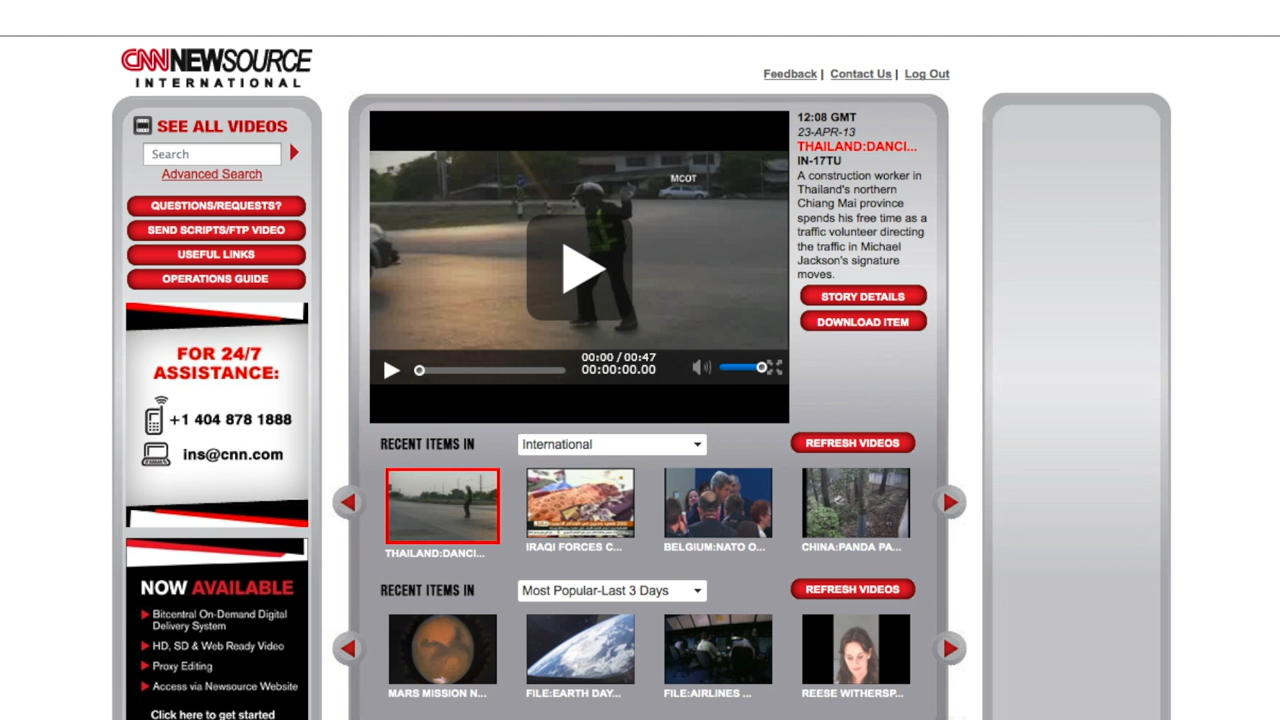 CNN NEWSOURCE
INTERNATIONAL
Feedback | Contact Us | Log Out
SEE ALL VIDEOS
Search
Advanced Search
QUESTIONS/REQUESTS?
SEND SCRIPTS/FTP VIDEO
USEFUL LINKS
OPERATIONS GUIDE
FOR 24/7
ASSISTANCE:
+1 404 878 1888
ins@cnn.com
NOW AVAILABLE
Bitcentral On-Demand Digital
Delivery System
HD, SD & Web Ready Video
Proxy Editing
Access via Newsource Website
Click here to get started
MCOT
00:00 / 00:47
00:00:00.00
12:08 GMT
23-APR-13
THAILAND:DANCI...
IN-17TU
A construction worker in
Thailand's northern
Chiang Mai province
spends his free time as a
traffic volunteer directing
the traffic in Michael
Jackson's signature
moves.
STORY DETAILS
DOWNLOAD ITEM
RECENT ITEMS IN
International
REFRESH VIDEOS
THAILAND:DANCI...
IRAQI FORCES C...
BELGIUM:NATO O...
CHINA:PANDA PA...
RECENT ITEMS IN
Most Popular-Last 3 Days
REFRESH VIDEOS
MARS MISSION N...
FILE:EARTH DAY...
FILE:AIRLINES ...
REESE WITHERSP...